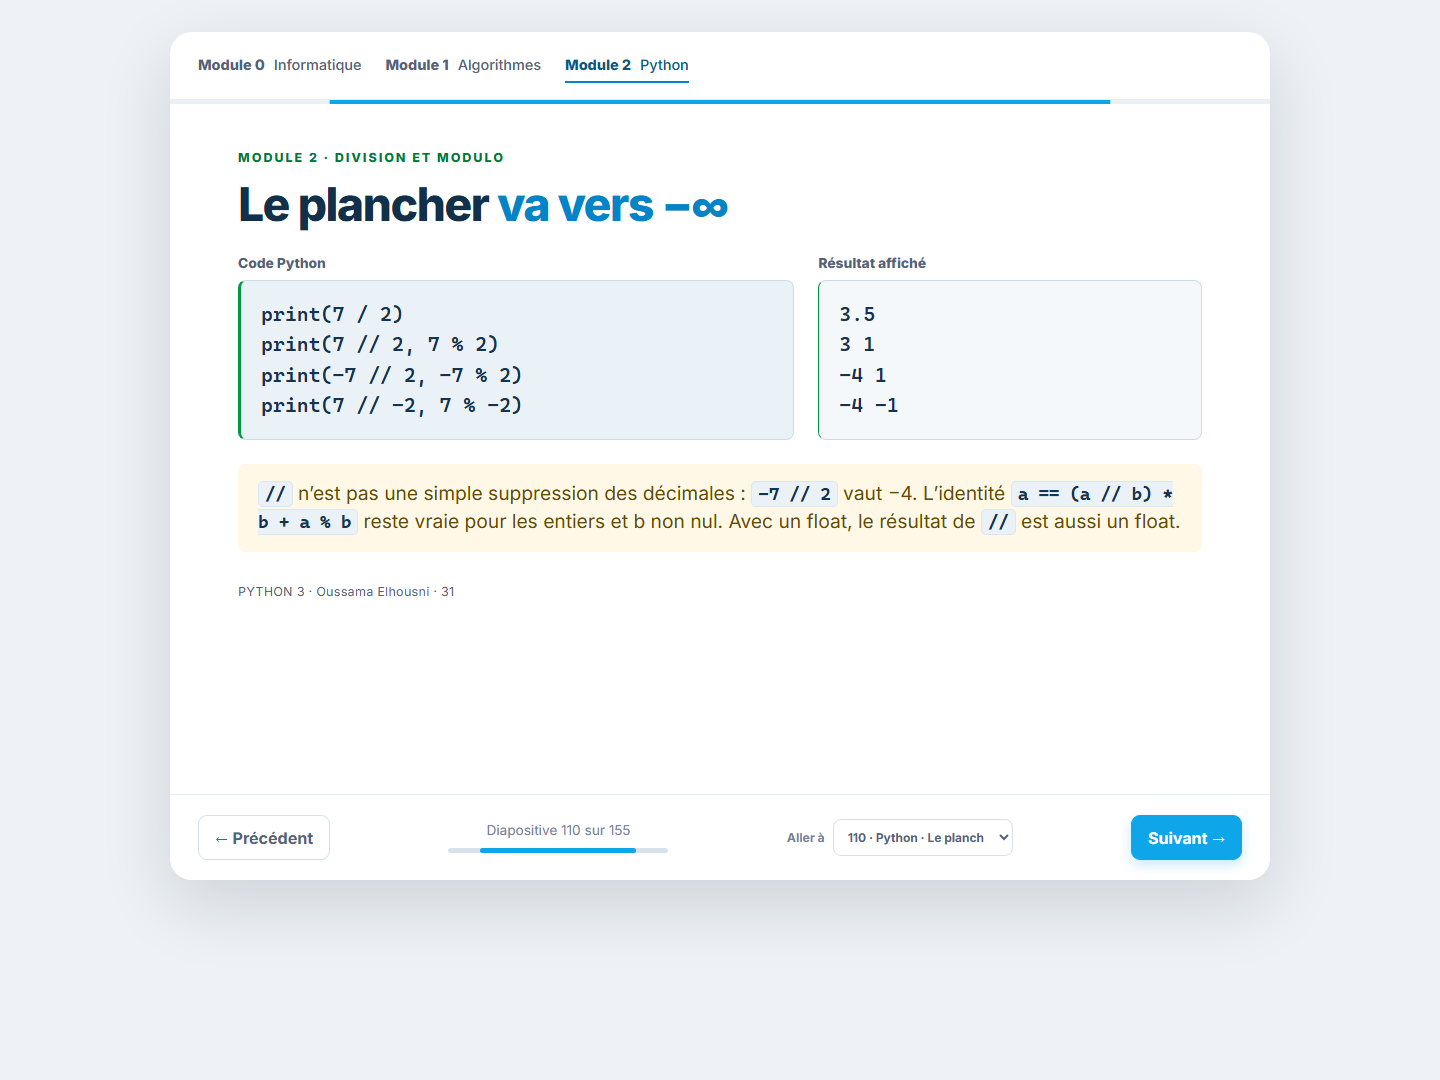 Module 0 Informatique Module 1 Algorithmes Module 2 Python
MODULE 2 · DIVISION ET MODULO
Le plancher va vers −∞
Code Python
print(7 / 2)
print(7 // 2, 7 % 2)
print(−7 // 2, −7 % 2)
print(7 // −2, 7 % −2)
Résultat affiché
3.5
3 1
−4 1
−4 −1
// n’est pas une simple suppression des décimales : −7 // 2 vaut −4. L’identité a == (a // b) *
b + a % b reste vraie pour les entiers et b non nul. Avec un float, le résultat de // est aussi un float.
PYTHON 3 · Oussama Elhousni · 31
← Précédent
Diapositive 110 sur 155
Aller à 110 · Python · Le planch
Suivant →